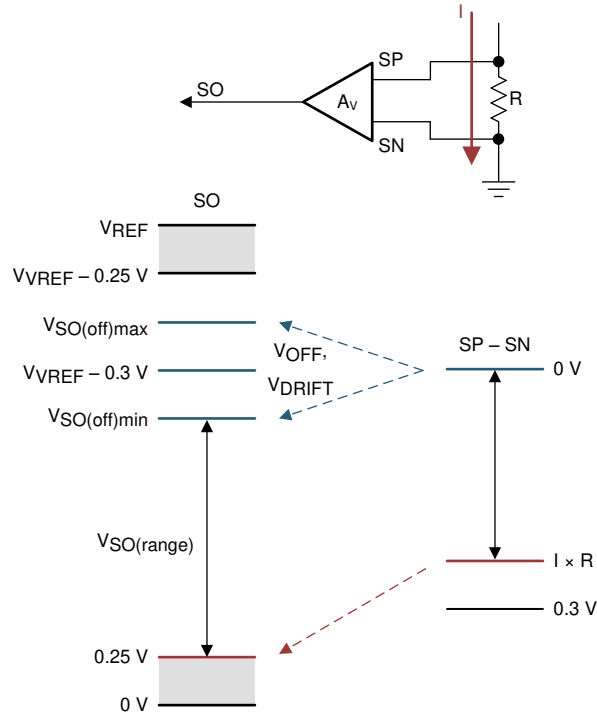 I
SP
SO
AV
R
SN
SO
VREF
VVREF – 0.25 V
VSO(off)max
VOFF,
SP – SN
VVREF – 0.3 V
0 V
VDRIFT
VSO(off)min
VSO(range)
I × R
0.3 V
0.25 V
0 V